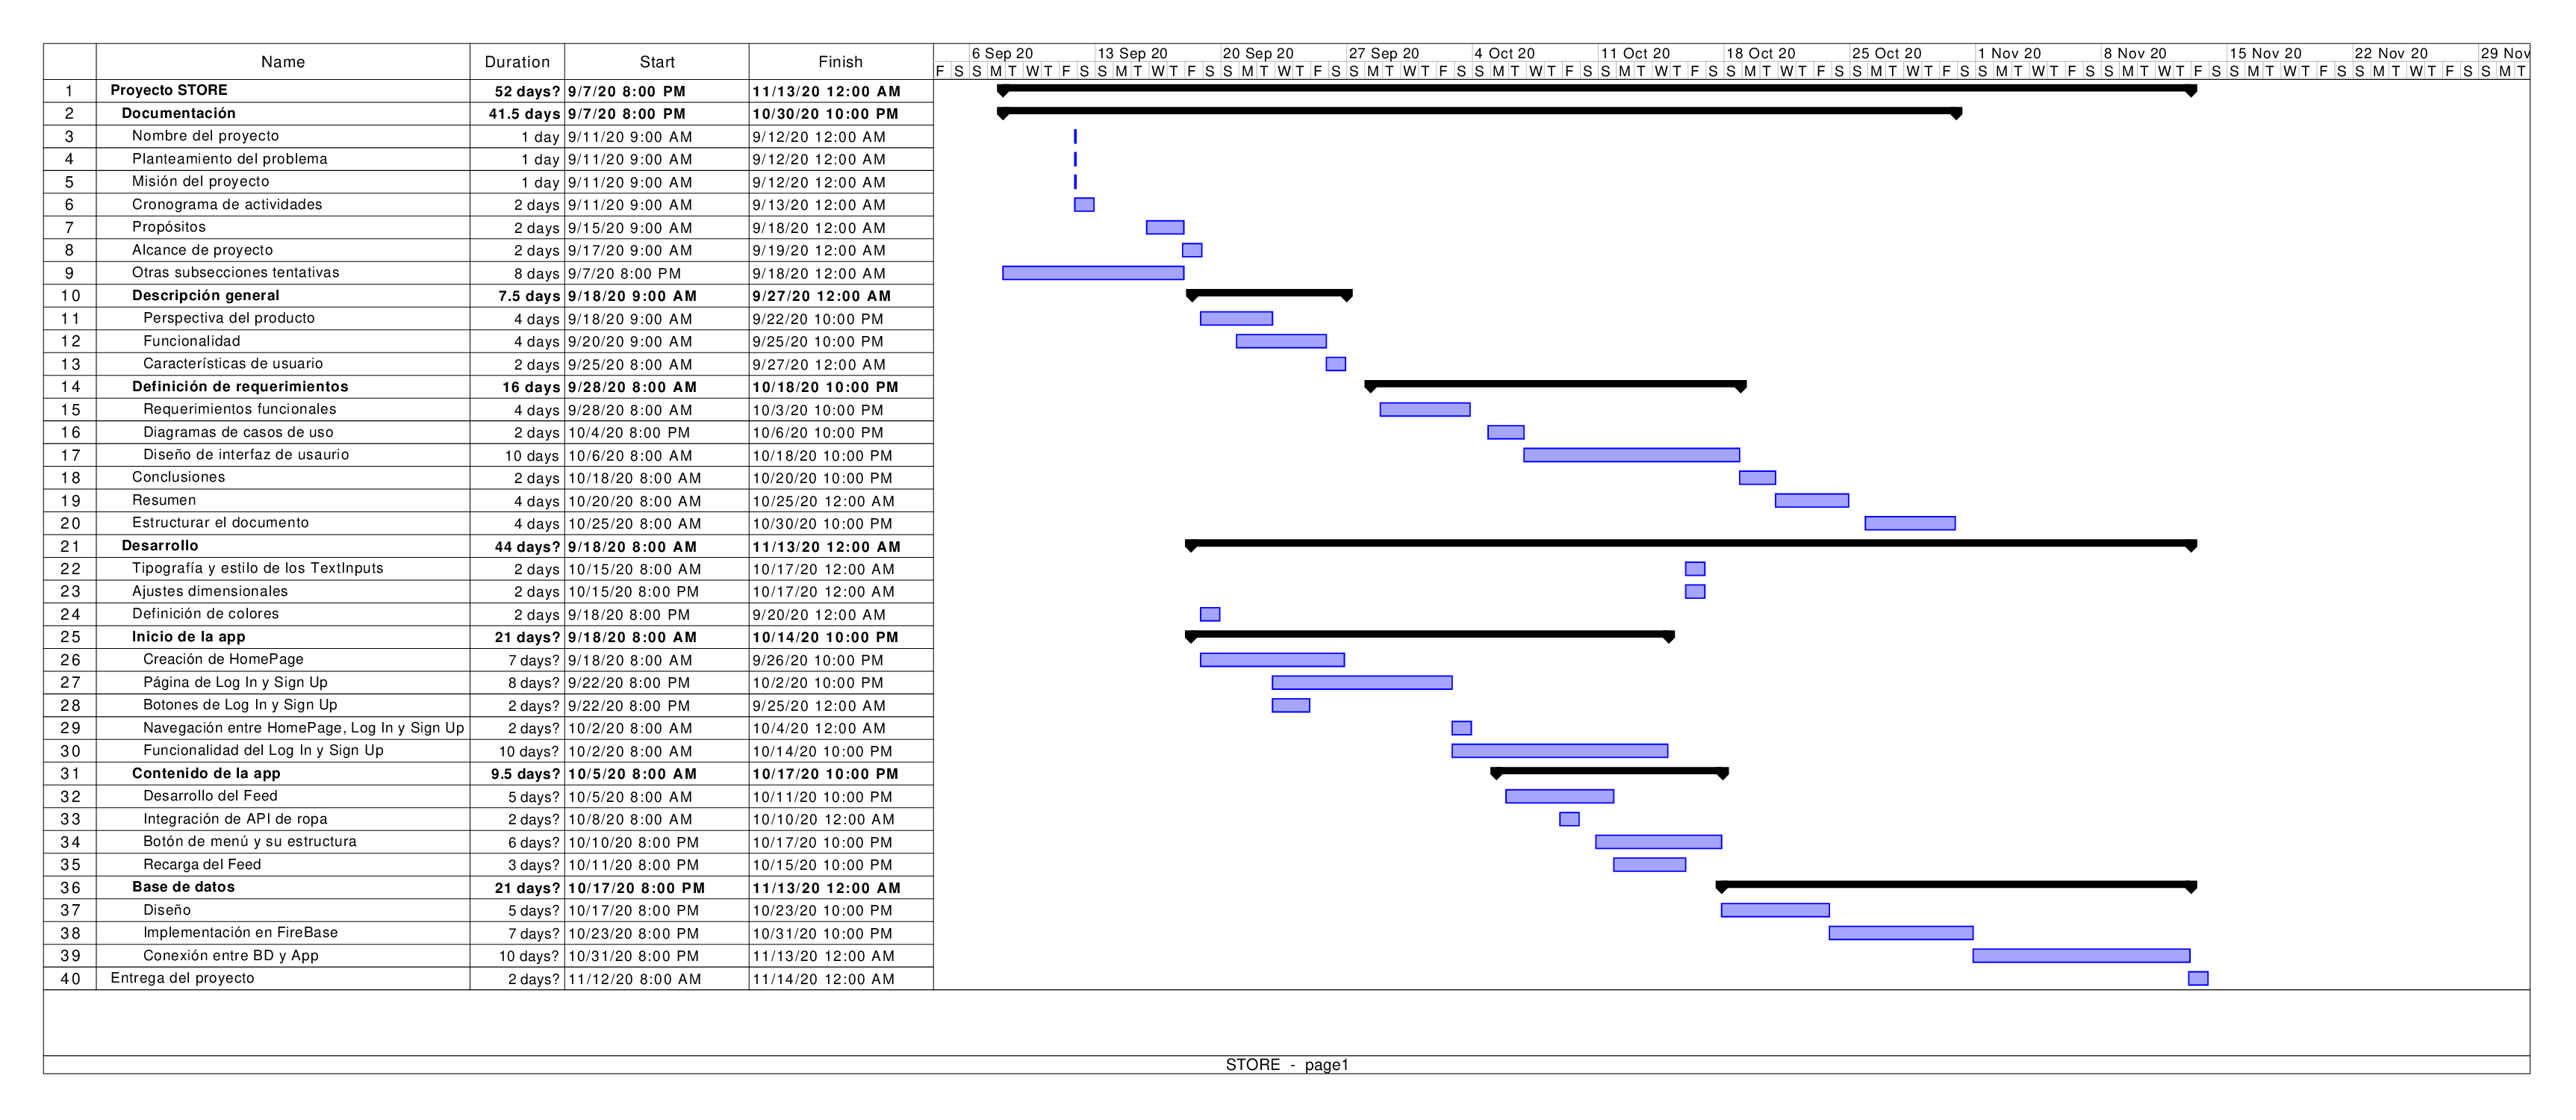 Name Duration Start Finish
6 Sep 20 13 Sep 20 20 Sep 20 27 Sep 20 4 Oct 20 11 Oct 20 18 Oct 20 25 Oct 20 1 Nov 20 8 Nov 20 15 Nov 20 22 Nov 20 29 Nov
F S S M T W T F S S M T W T F S S M T W T F S S M T W T F S S M T W T F S S M T W T F S S M T W T F S S M T W T F S S M T W T F S S M T W T F S S M T W T F S S M T W T F S S M T
1 Proyecto STORE 52 days? 9/7/20 8:00 PM 11/13/20 12:00 AM
2 Documentación 41.5 days 9/7/20 8:00 PM 10/30/20 10:00 PM
3 Nombre del proyecto 1 day 9/11/20 9:00 AM 9/12/20 12:00 AM
4 Planteamiento del problema 1 day 9/11/20 9:00 AM 9/12/20 12:00 AM
5 Misión del proyecto 1 day 9/11/20 9:00 AM 9/12/20 12:00 AM
6 Cronograma de actividades 2 days 9/11/20 9:00 AM 9/13/20 12:00 AM
7 Propósitos 2 days 9/15/20 9:00 AM 9/18/20 12:00 AM
8 Alcance de proyecto 2 days 9/17/20 9:00 AM 9/19/20 12:00 AM
9 Otras subsecciones tentativas 8 days 9/7/20 8:00 PM 9/18/20 12:00 AM
10 Descripción general 7.5 days 9/18/20 9:00 AM 9/27/20 12:00 AM
11 Perspectiva del producto 4 days 9/18/20 9:00 AM 9/22/20 10:00 PM
12 Funcionalidad 4 days 9/20/20 9:00 AM 9/25/20 10:00 PM
13 Características de usuario 2 days 9/25/20 8:00 AM 9/27/20 12:00 AM
14 Definición de requerimientos 16 days 9/28/20 8:00 AM 10/18/20 10:00 PM
15 Requerimientos funcionales 4 days 9/28/20 8:00 AM 10/3/20 10:00 PM
16 Diagramas de casos de uso 2 days 10/4/20 8:00 PM 10/6/20 10:00 PM
17 Diseño de interfaz de usaurio 10 days 10/6/20 8:00 AM 10/18/20 10:00 PM
18 Conclusiones 2 days 10/18/20 8:00 AM 10/20/20 10:00 PM
19 Resumen 4 days 10/20/20 8:00 AM 10/25/20 12:00 AM
20 Estructurar el documento 4 days 10/25/20 8:00 AM 10/30/20 10:00 PM
21 Desarrollo 44 days? 9/18/20 8:00 AM 11/13/20 12:00 AM
22 Tipografía y estilo de los TextInputs 2 days 10/15/20 8:00 AM 10/17/20 12:00 AM
23 Ajustes dimensionales 2 days 10/15/20 8:00 PM 10/17/20 12:00 AM
24 Definición de colores 2 days 9/18/20 8:00 PM 9/20/20 12:00 AM
25 Inicio de la app 21 days? 9/18/20 8:00 AM 10/14/20 10:00 PM
26 Creación de HomePage 7 days? 9/18/20 8:00 AM 9/26/20 10:00 PM
27 Página de Log In y Sign Up 8 days? 9/22/20 8:00 PM 10/2/20 10:00 PM
28 Botones de Log In y Sign Up 2 days? 9/22/20 8:00 PM 9/25/20 12:00 AM
29 Navegación entre HomePage, Log In y Sign Up 2 days? 10/2/20 8:00 AM 10/4/20 12:00 AM
30 Funcionalidad del Log In y Sign Up 10 days? 10/2/20 8:00 AM 10/14/20 10:00 PM
31 Contenido de la app 9.5 days? 10/5/20 8:00 AM 10/17/20 10:00 PM
32 Desarrollo del Feed 5 days? 10/5/20 8:00 AM 10/11/20 10:00 PM
33 Integración de API de ropa 2 days? 10/8/20 8:00 AM 10/10/20 12:00 AM
34 Botón de menú y su estructura 6 days? 10/10/20 8:00 PM 10/17/20 10:00 PM
35 Recarga del Feed 3 days? 10/11/20 8:00 PM 10/15/20 10:00 PM
36 Base de datos 21 days? 10/17/20 8:00 PM 11/13/20 12:00 AM
37 Diseño 5 days? 10/17/20 8:00 PM 10/23/20 10:00 PM
38 Implementación en FireBase 7 days? 10/23/20 8:00 PM 10/31/20 10:00 PM
39 Conexión entre BD y App 10 days? 10/31/20 8:00 PM 11/13/20 12:00 AM
40 Entrega del proyecto 2 days? 11/12/20 8:00 AM 11/14/20 12:00 AM
STORE - page1